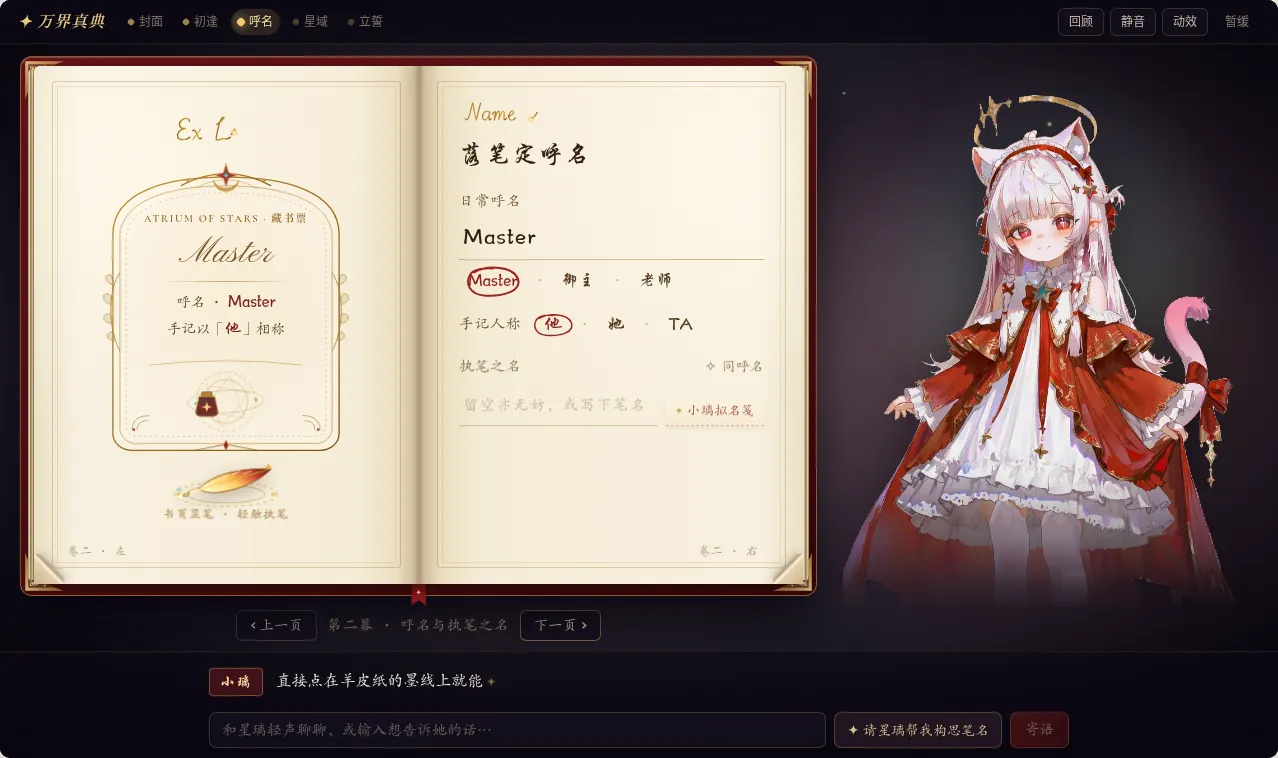 ✦ 万界真典 封面 初逢 呼名 星域 立誓 回顾 静音 动效 暂缓
Ex L
ATRIUM OF STARS · 藏书票
Master
呼名 · Master
手记以「他」相称
书页呈笔 · 轻触执笔
卷二 · 左
Name
落笔定呼名
日常呼名
Master
Master · 御主 · 老师
手记人称 他 · 她 · TA
执笔之名 ✧ 同呼名
留空亦无妨，或写下笔名 ✦ 小璃拟名笺
卷二 · 右
‹ 上一页 第二幕 · 呼名与执笔之名 下一页 ›
小璃 直接点在羊皮纸的墨线上就能
和星璃轻声聊聊，或输入想告诉她的话… ✦ 请星璃帮我构思笔名 寄语